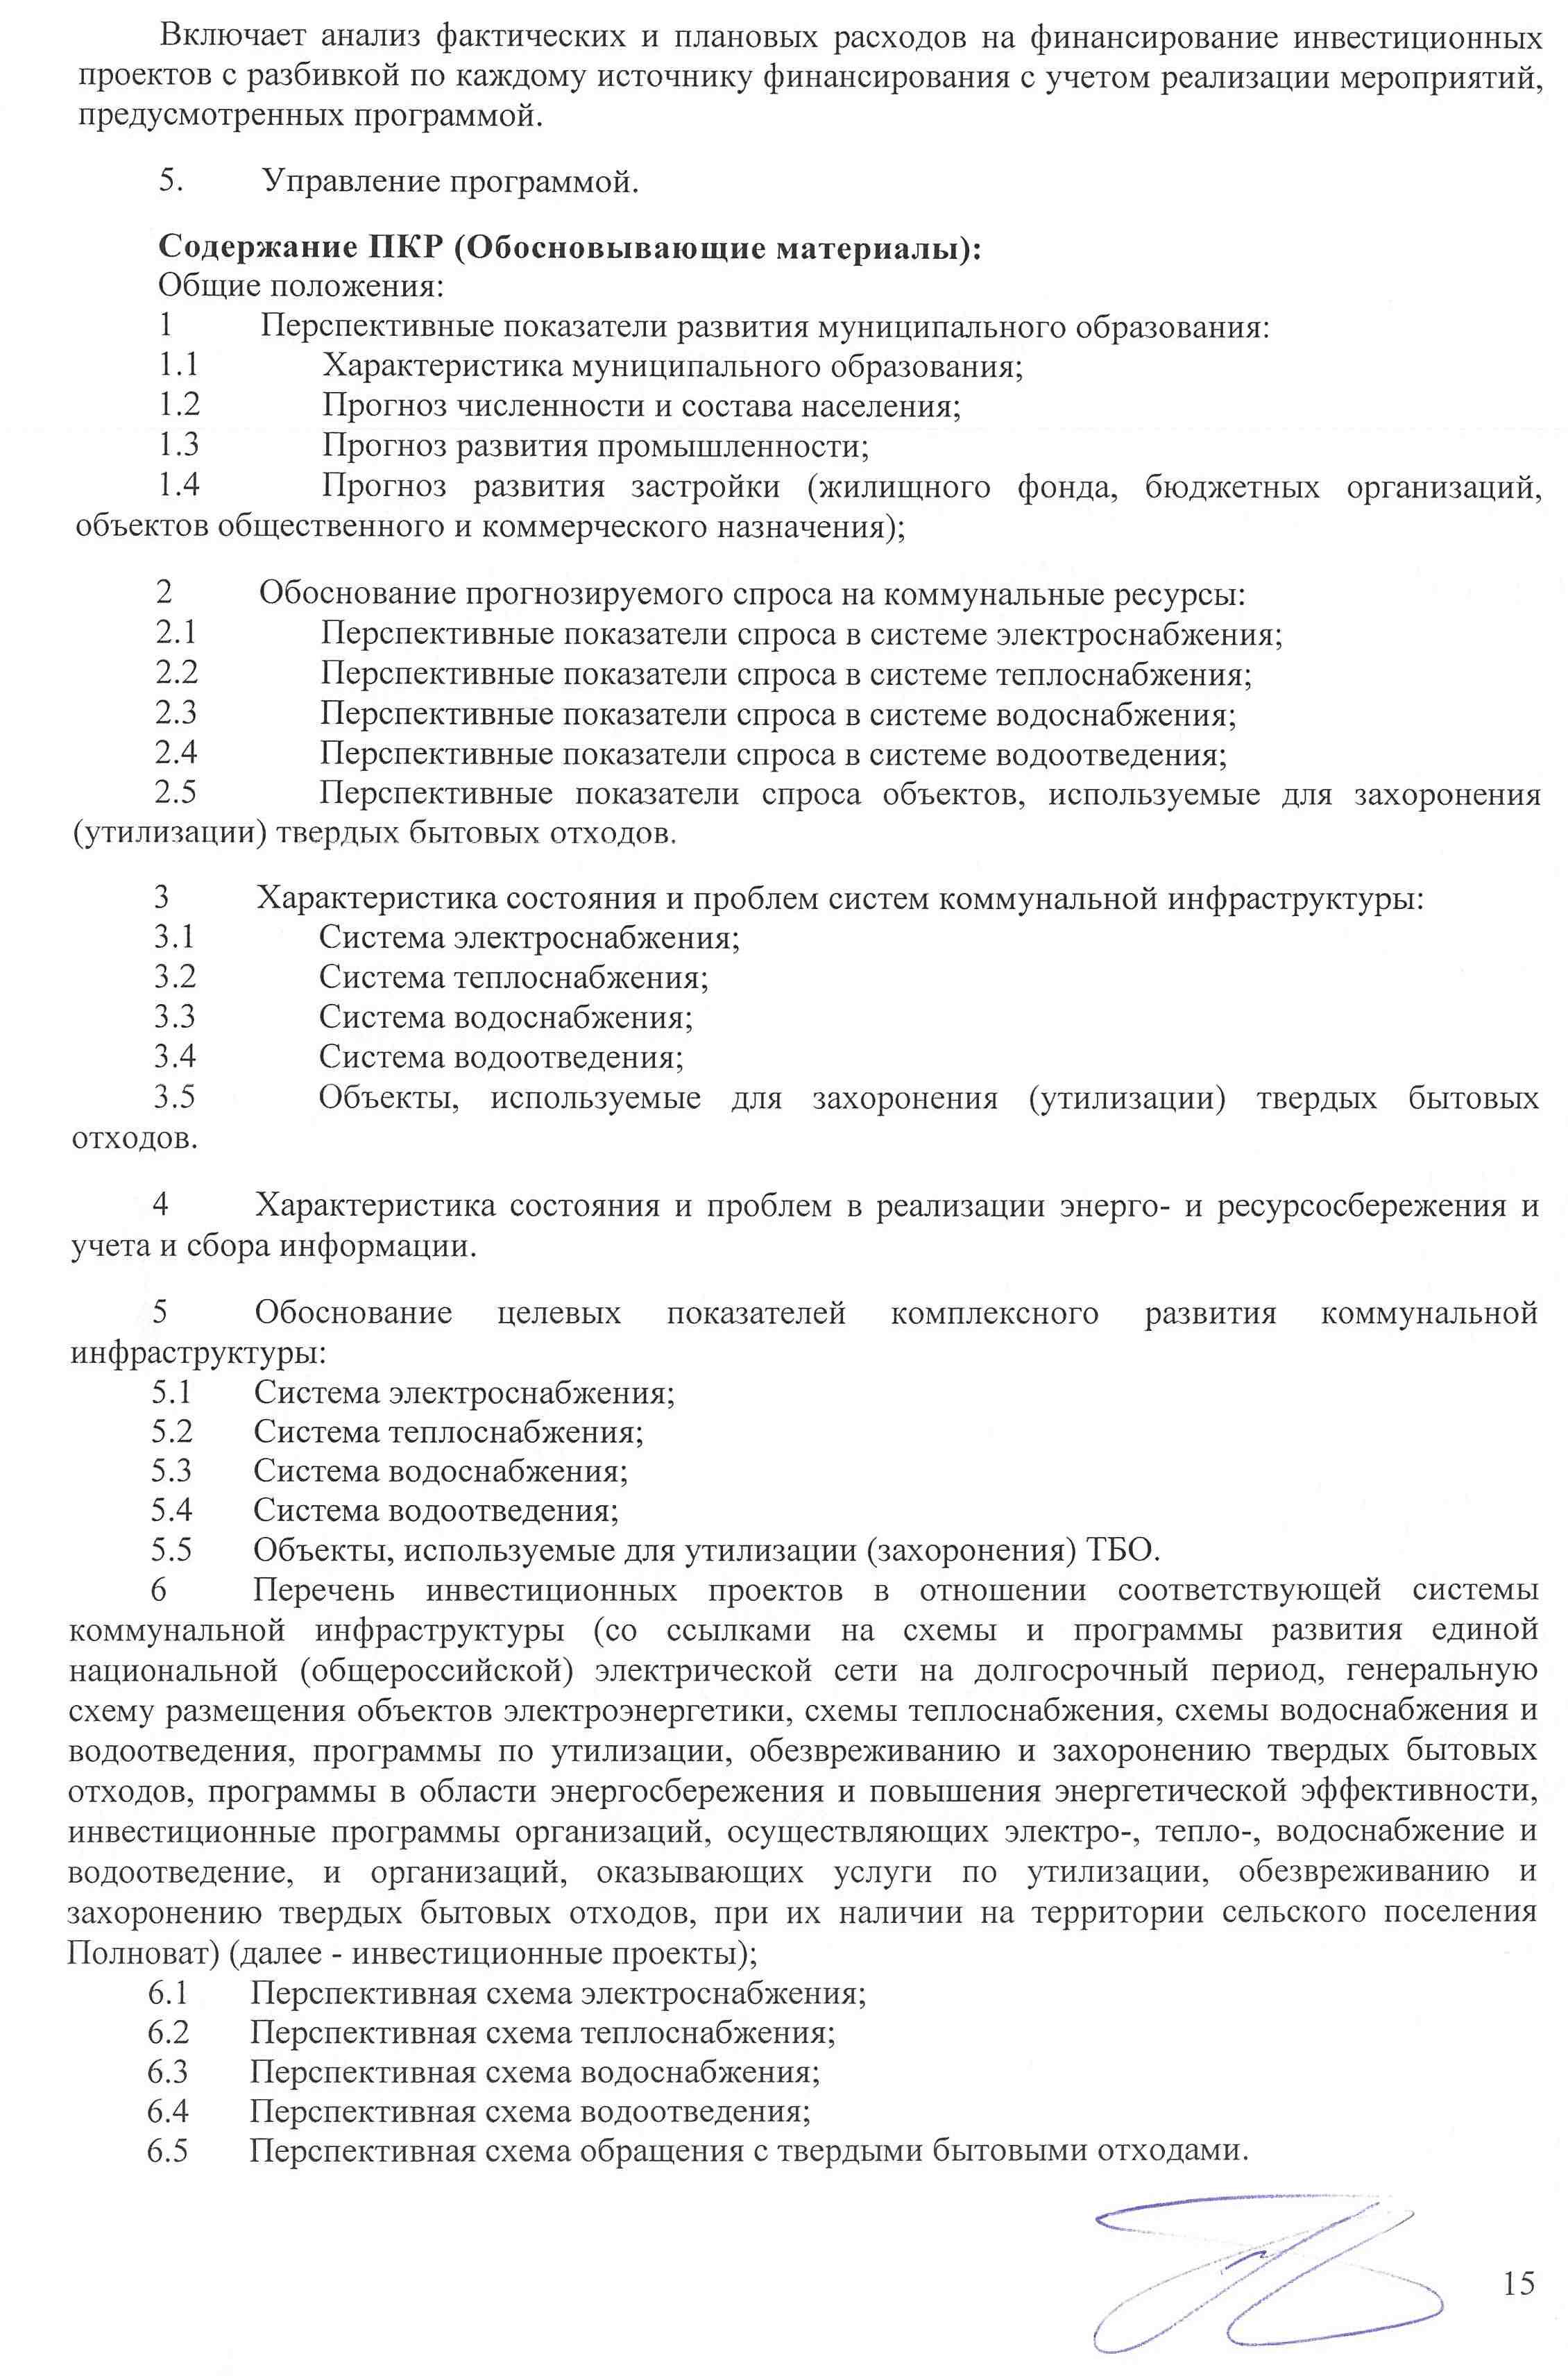 Включает анализ фактических и плановых расходов на финансирование инвестиционных
проектов с разбивкой по каждому источнику финансирования с учетом реализации мероприятий,
предусмотренных программой.
5. Управление программой.
Содержание ПКР (Обосновывающие материалы):
Общие положения:
1 Перспективные показатели развития муниципального образования:
1.1 Характеристика муниципального образования;
1.2 Прогноз численности и состава населения;
1.3 Прогноз развития промышленности;
1.4 Прогноз развития застройки (жилищного фонда, бюджетных организаций,
объектов общественного и коммерческого назначения);
2 Обоснование прогнозируемого спроса на коммунальные ресурсы:
2.1 Перспективные показатели спроса в системе электроснабжения;
2.2 Перспективные показатели спроса в системе теплоснабжения;
2.3 Перспективные показатели спроса в системе водоснабжения;
2.4 Перспективные показатели спроса в системе водоотведения;
2.5 Перспективные показатели спроса объектов, используемые для захоронения
(утилизации) твердых бытовых отходов.
3 Характеристика состояния и проблем систем коммунальной инфраструктуры:
3.1 Система электроснабжения;
3.2 Система теплоснабжения;
3.3 Система водоснабжения;
3.4 Система водоотведения;
3.5 Объекты, используемые для захоронения (утилизации) твердых бытовых
отходов.
4 Характеристика состояния и проблем в реализации энерго- и ресурсосбережения и
учета и сбора информации.
5 Обоснование целевых показателей комплексного развития коммунальной
инфраструктуры:
5.1 Система электроснабжения;
5.2 Система теплоснабжения;
5.3 Система водоснабжения;
5.4 Система водоотведения;
5.5 Объекты, используемые для утилизации (захоронения) ТБО.
6 Перечень инвестиционных проектов в отношении соответствующей системы
коммунальной инфраструктуры (со ссылками на схемы и программы развития единой
национальной (общероссийской) электрической сети на долгосрочный период, генеральную
схему размещения объектов электроэнергетики, схемы теплоснабжения, схемы водоснабжения и
водоотведения, программы по утилизации, обезвреживанию и захоронению твердых бытовых
отходов, программы в области энергосбережения и повышения энергетической эффективности,
инвестиционные программы организаций, осуществляющих электро-, тепло-, водоснабжение и
водоотведение, и организаций, оказывающих услуги по утилизации, обезвреживанию и
захоронению твердых бытовых отходов, при их наличии на территории сельского поселения
Полноват) (далее - инвестиционные проекты);
6.1 Перспективная схема электроснабжения;
6.2 Перспективная схема теплоснабжения;
6.3 Перспективная схема водоснабжения;
6.4 Перспективная схема водоотведения;
6.5 Перспективная схема обращения с твердыми бытовыми отходами.
15